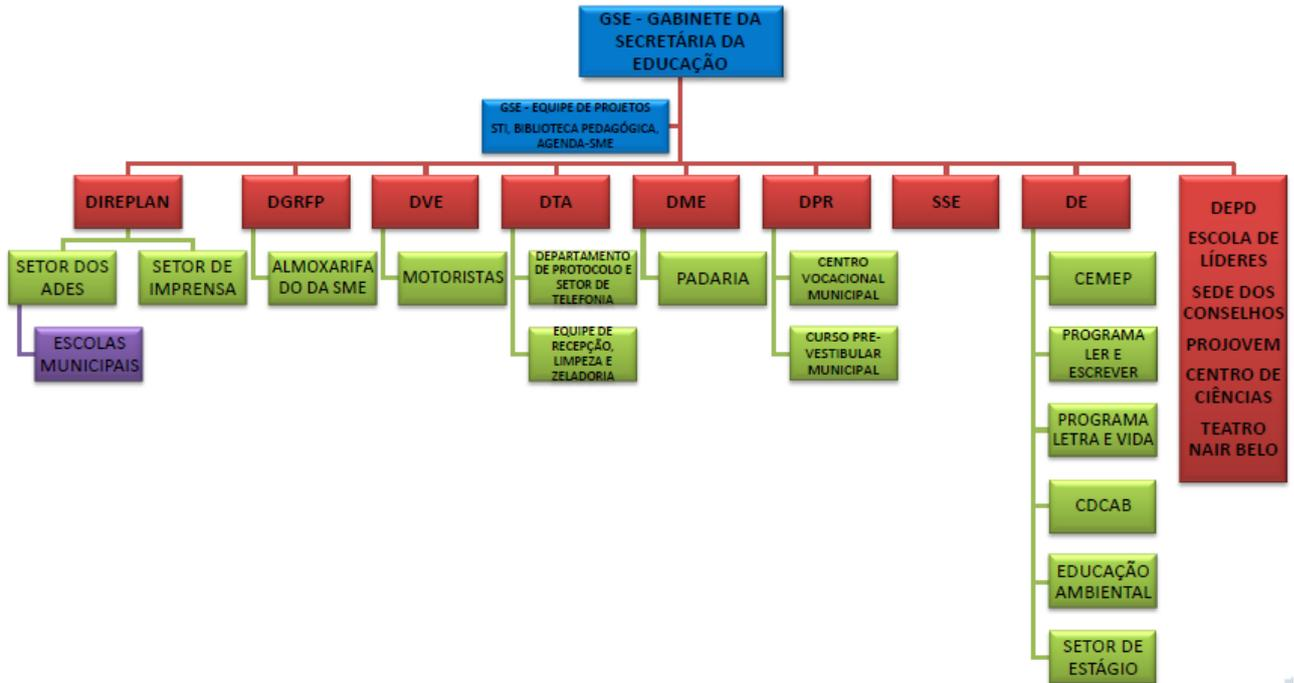 GSE - GABINETE DA
SECRETÁRIA DA
EDUCAÇÃO
GSE - EQUIPE DE PROJETOS
STI, BIBLIOTECA PEDAGÓGICA,
AGENDA-SME
DIREPLAN
DGRFP
DVE
DTA
DME
DPR
SSE
DE
DEPD
ESCOLA DE
LÍDERES
SEDE DOS
CONSELHOS
PROJOVEM
CENTRO DE
CIÊNCIAS
TEATRO
NAIR BELO
SETOR DOS
ADES
SETOR DE
IMPRENSA
ESCOLAS
MUNICIPAIS
ALMOXARIFA
DO DA SME
MOTORISTAS
DEPARTAMENTO
DE PROTOCOLO E
SETOR DE
TELEFONIA
EQUIPE DE
RECEPÇÃO,
LIMPEZA E
ZELADORIA
PADARIA
CENTRO
VOCACIONAL
MUNICIPAL
CURSO PRE-
VESTIBULAR
MUNICIPAL
CEMEP
PROGRAMA
LER E
ESCREVER
PROGRAMA
LETRA E VIDA
CDCAB
EDUCAÇÃO
AMBIENTAL
SETOR DE
ESTÁGIO